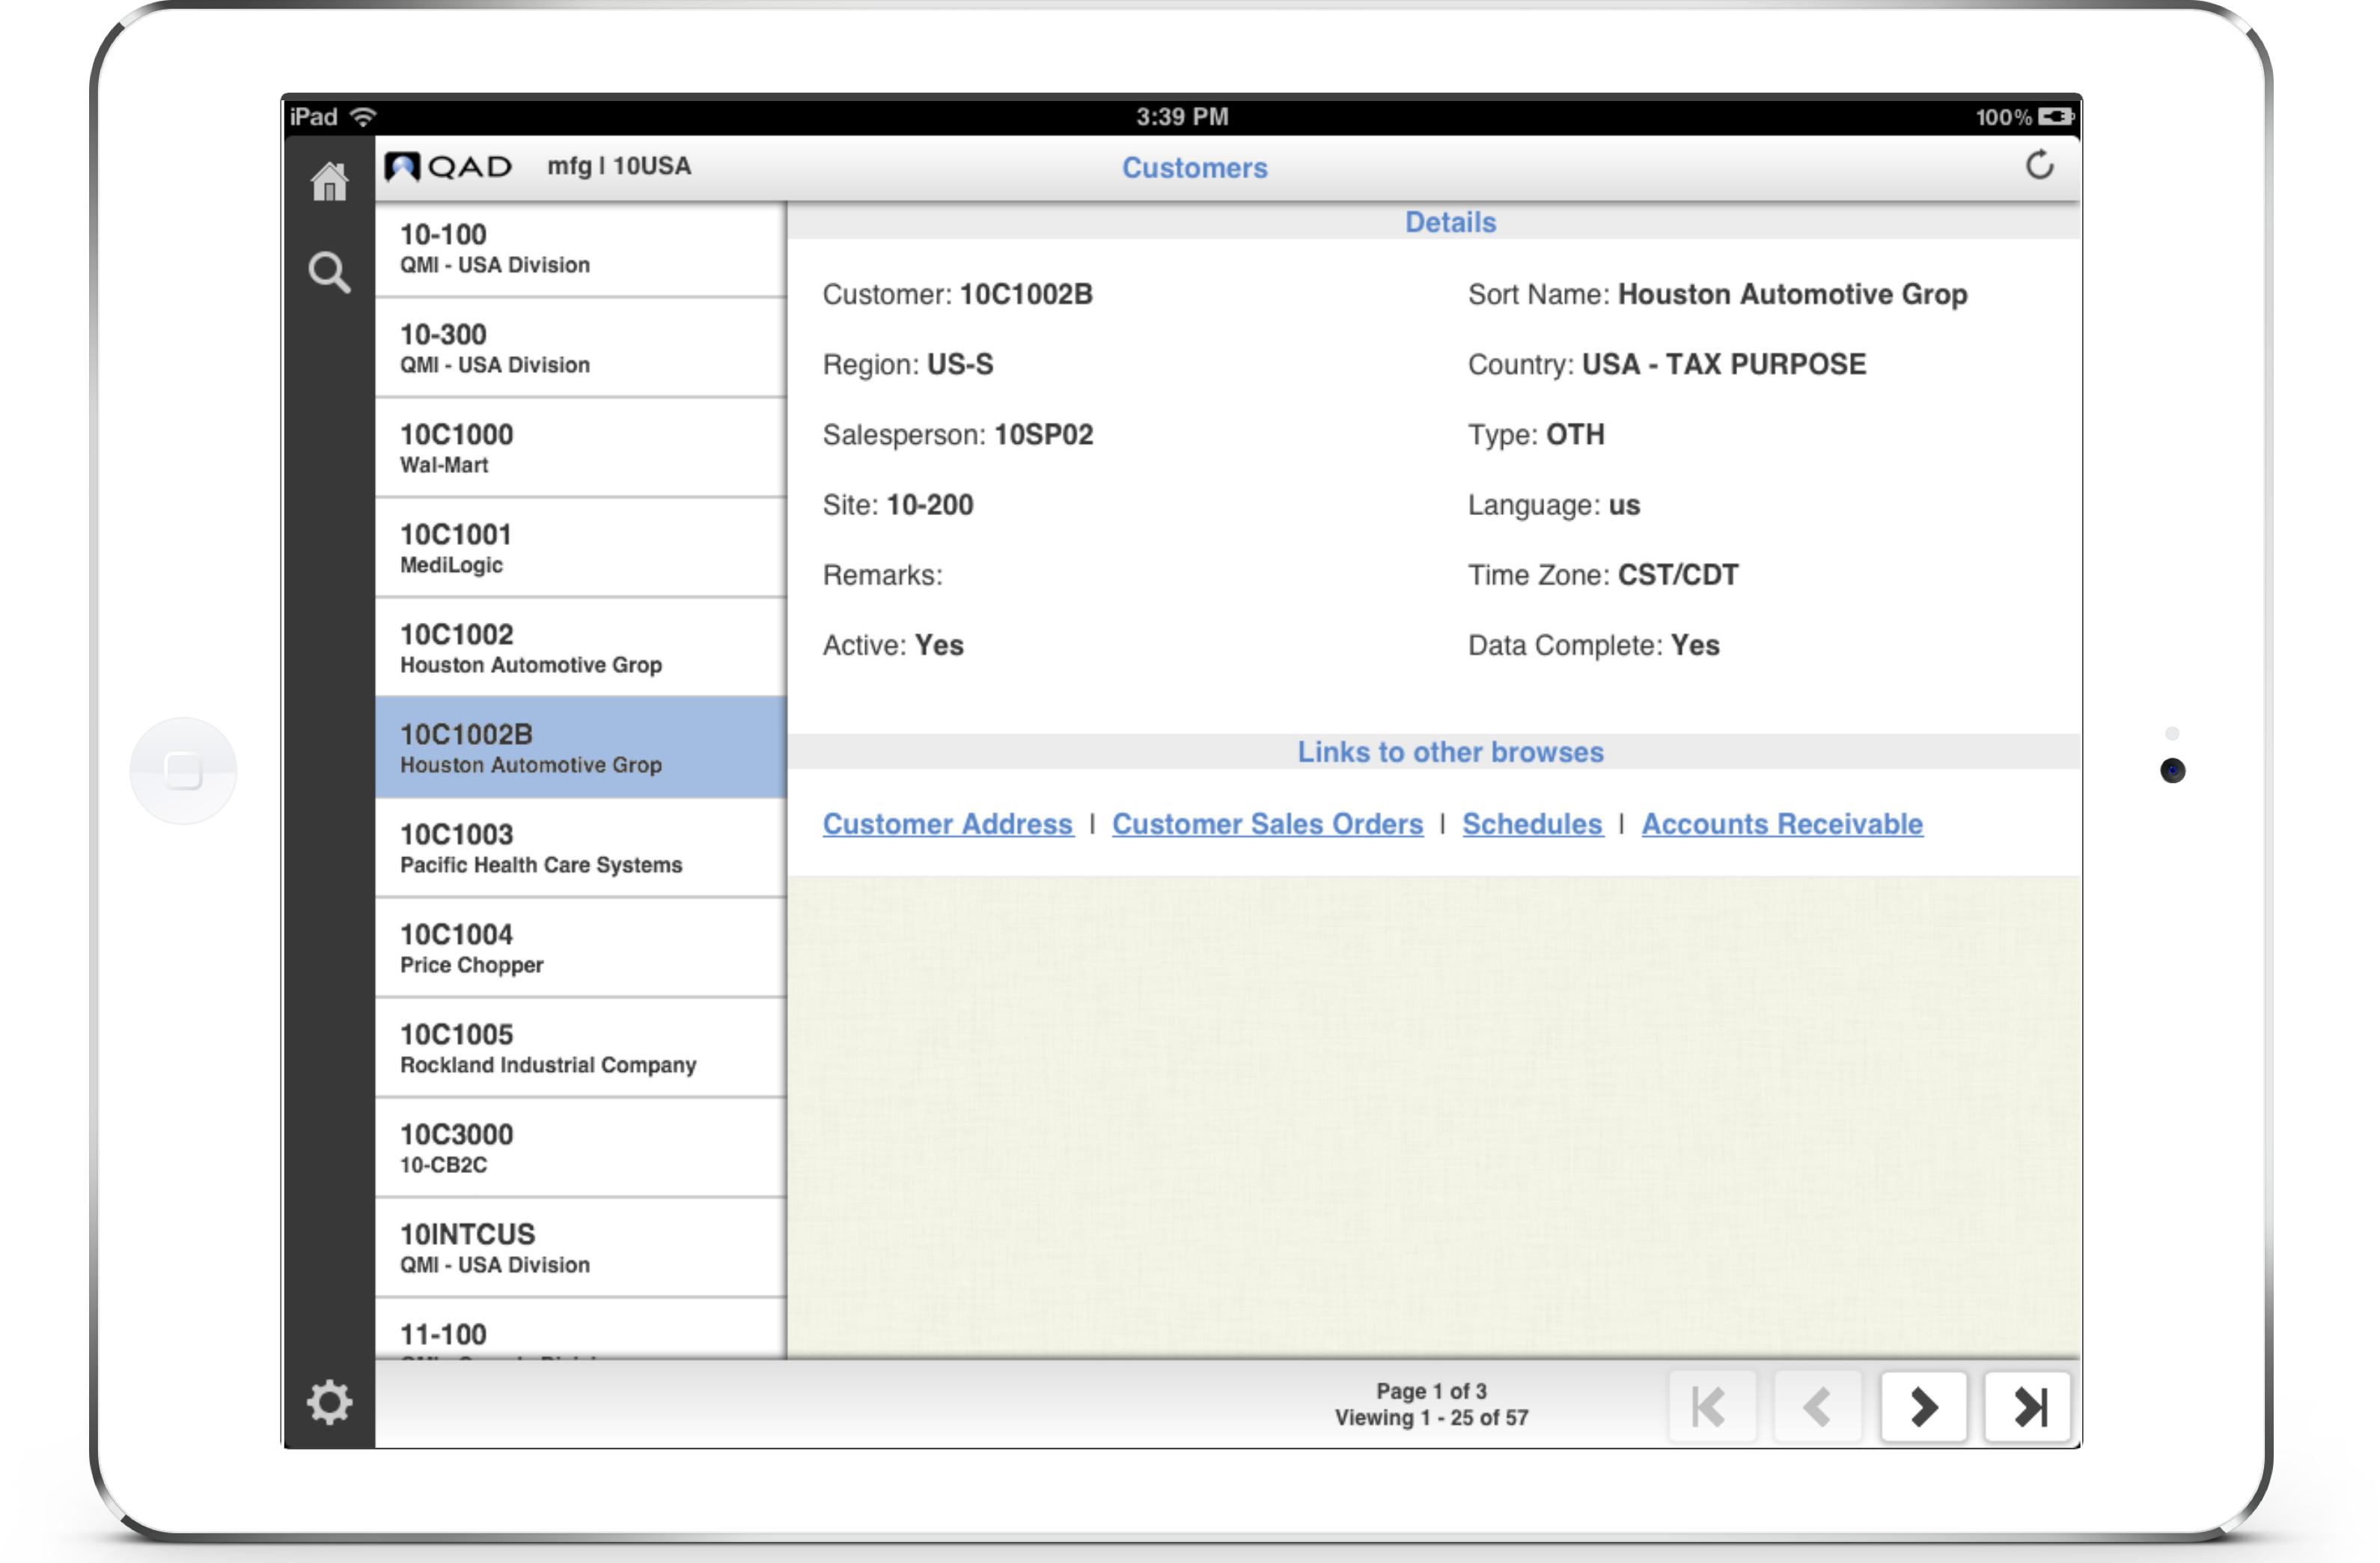 iPad
3:39 PM
100%
QAD
mfg | 10USA
Customers
10-100
QMI - USA Division
10-300
QMI - USA Division
10C1000
Wal-Mart
10C1001
MediLogic
10C1002
Houston Automotive Grop
10C1002B
Houston Automotive Grop
10C1003
Pacific Health Care Systems
10C1004
Price Chopper
10C1005
Rockland Industrial Company
10C3000
10-CB2C
10INTCUS
QMI - USA Division
11-100
Details
Customer: 10C1002B
Sort Name: Houston Automotive Grop
Region: US-S
Country: USA - TAX PURPOSE
Salesperson: 10SP02
Type: OTH
Site: 10-200
Language: us
Remarks:
Time Zone: CST/CDT
Active: Yes
Data Complete: Yes
Links to other browses
Customer Address | Customer Sales Orders | Schedules | Accounts Receivable
Page 1 of 3
Viewing 1 - 25 of 57